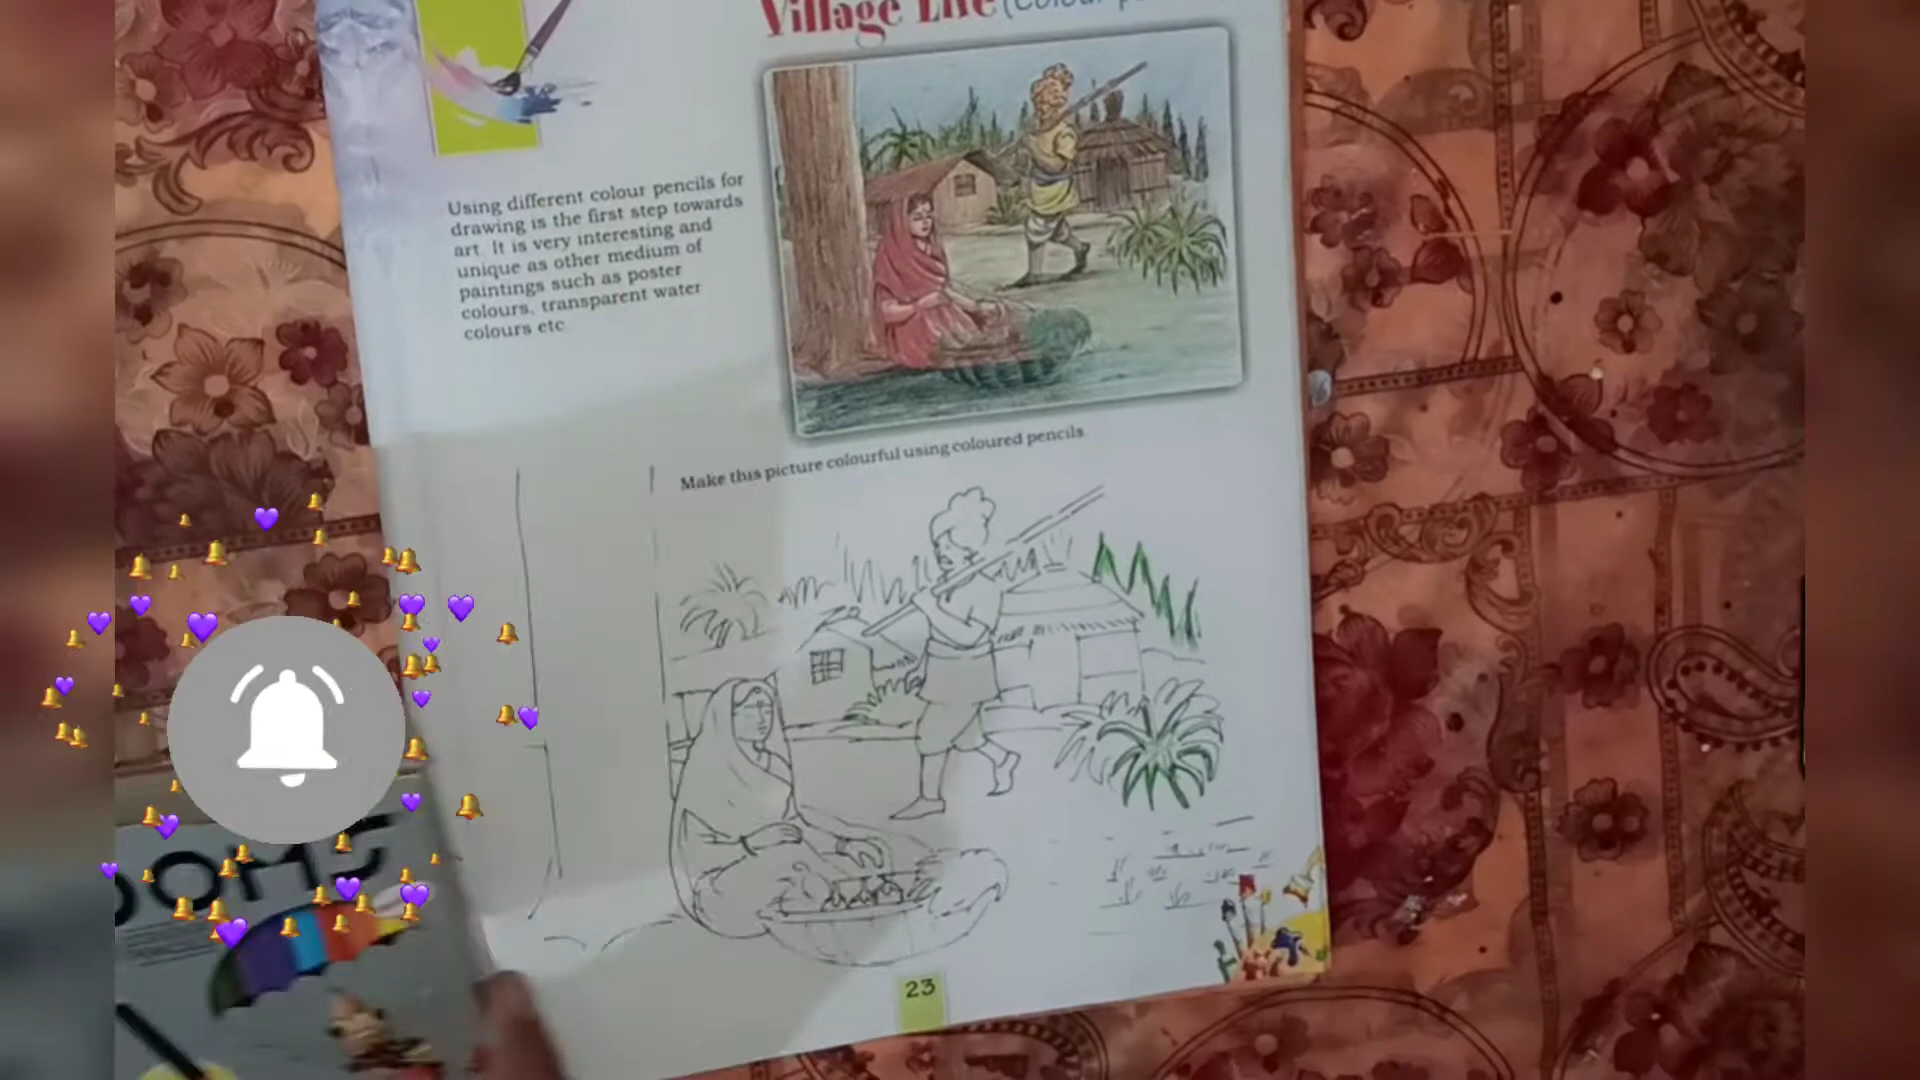 Village Life (Colour
Using different colour pencils for
drawing is the first step towards
art. It is very interesting and
unique as other medium of
paintings such as poster
colours, transparent water
colours etc
Make this picture colourful using coloured pencils
23